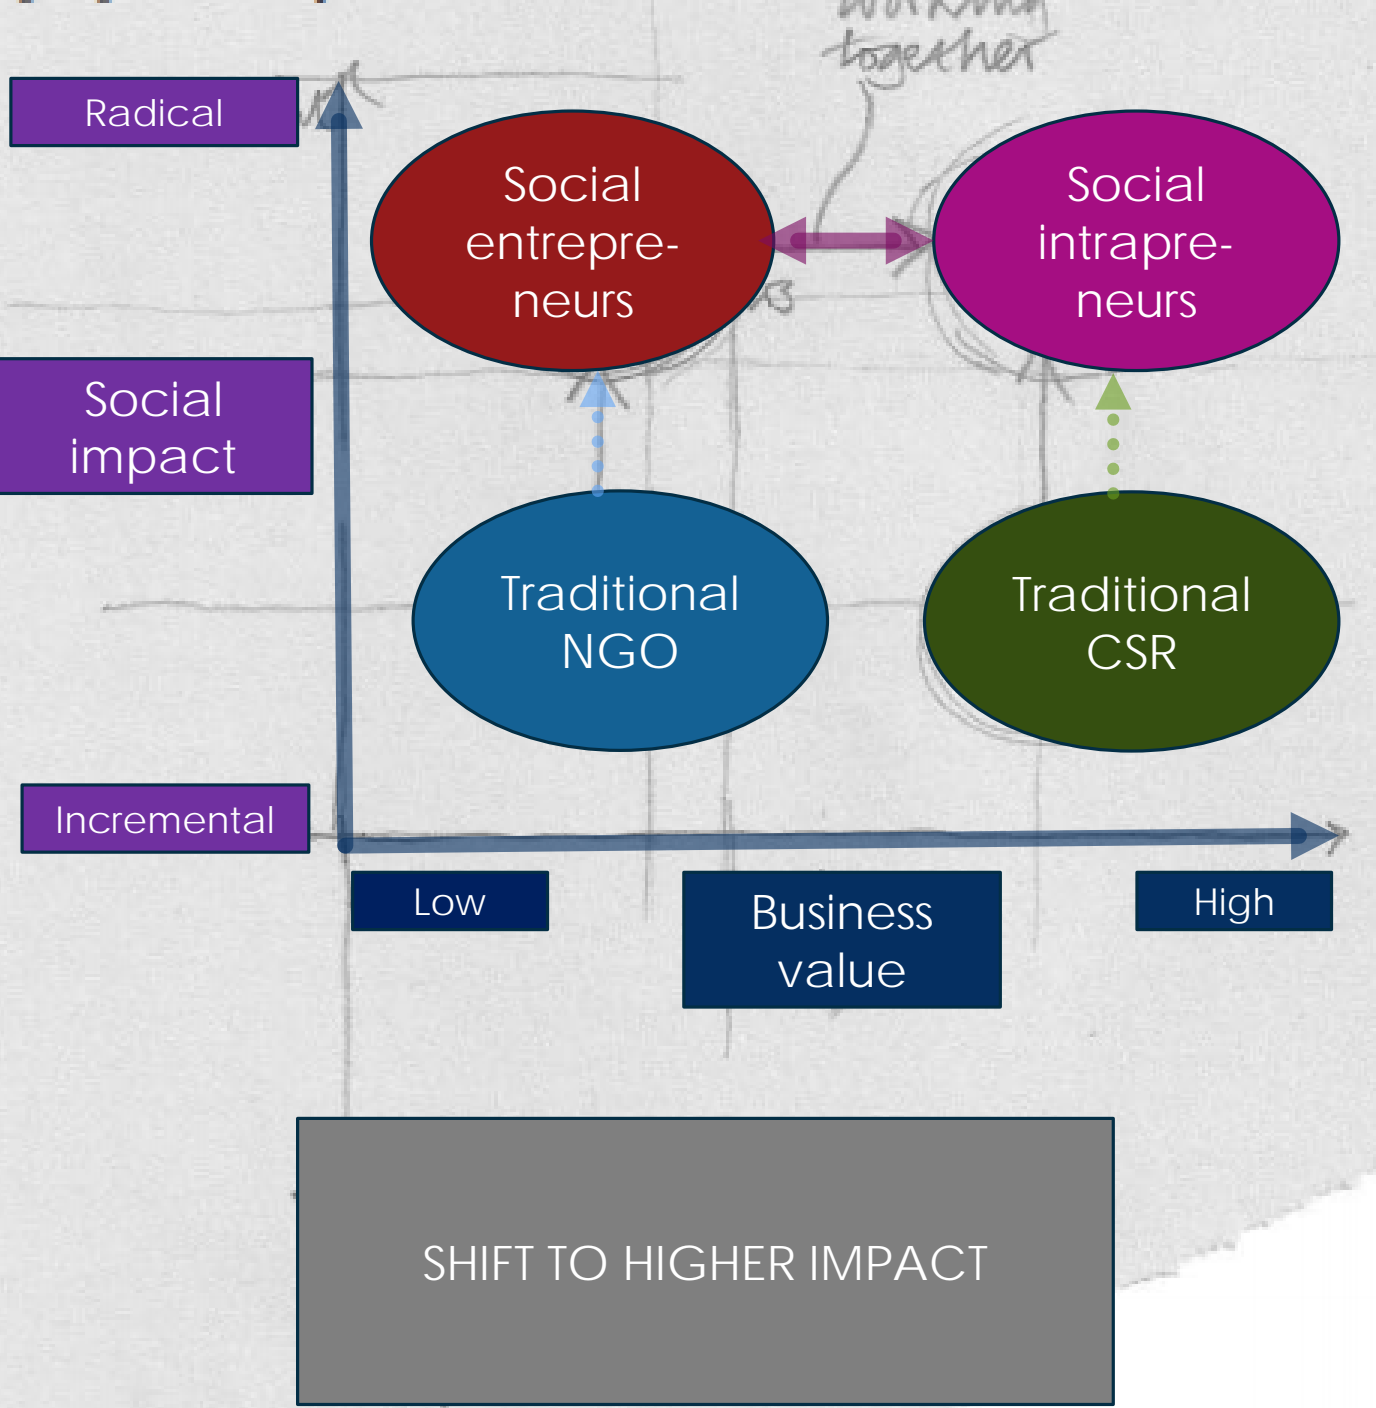 together
Radical
Social
entrepre-
neurs
Social
intrapre-
neurs
Social
impact
Traditional
NGO
Traditional
CSR
Incremental
Low
Business
value
High
SHIFT TO HIGHER IMPACT